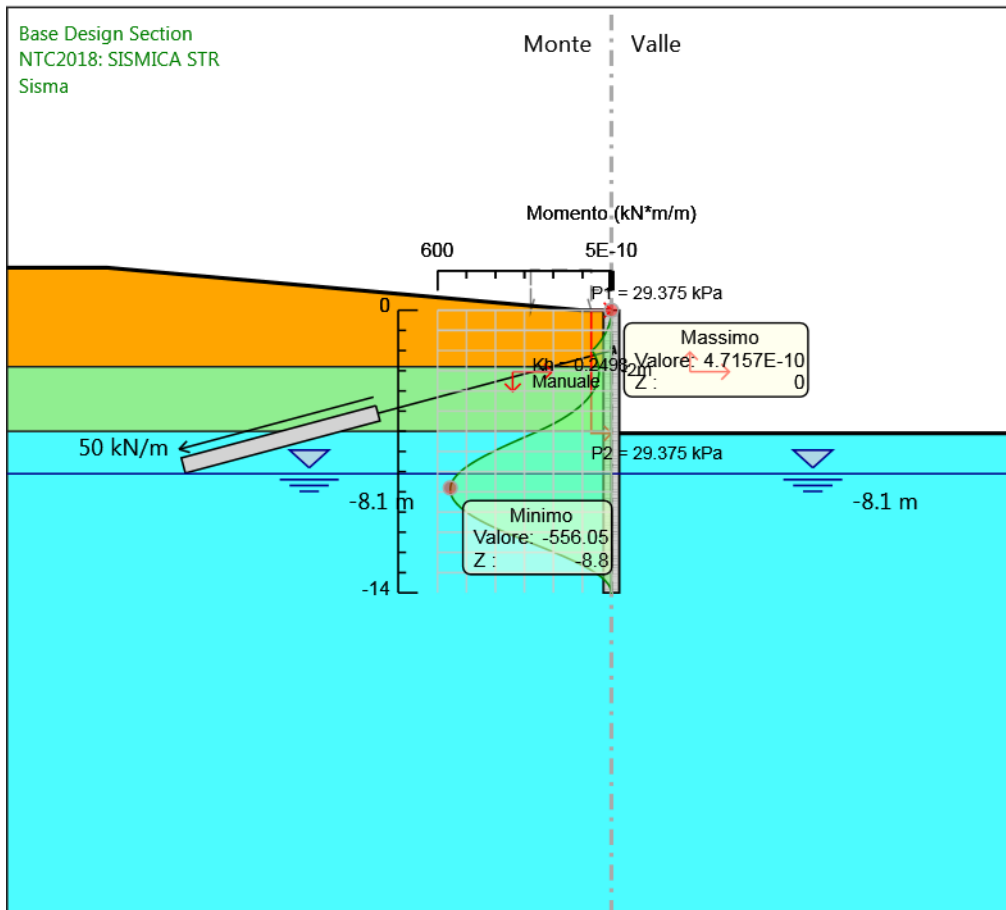 Base Design Section
NTC2018: SISMICA STR
Sisma
Monte
Valle
Momento (kN*m/m)
600
5E-10
P1 = 29.375 kPa
0
Massimo
Valore: 4.7157E-10
Z : 0
Manuale
50 kN/m
P2 = 29.375 kPa
-8.1 m
-8.1 m
Minimo
Valore: -556.05
Z : -8.8
-14